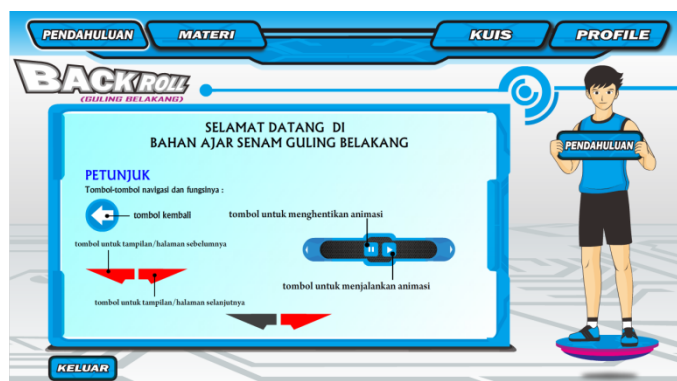 PENDAHULUAN
MATERI
KUIS
PROFILE
BACK ROLL
(GULING BELAKANG)
SELAMAT DATANG DI
BAHAN AJAR SENAM GULING BELAKANG
PENDAHULUAN
PETUNJUK
Tombol-tombol navigasi dan fungsinya :
tombol kembali
tombol untuk menghentikan animasi
tombol untuk tampilan/halaman sebelumnya
tombol untuk menjalankan animasi
tombol untuk tampilan/halaman selanjutnya
KELUAR